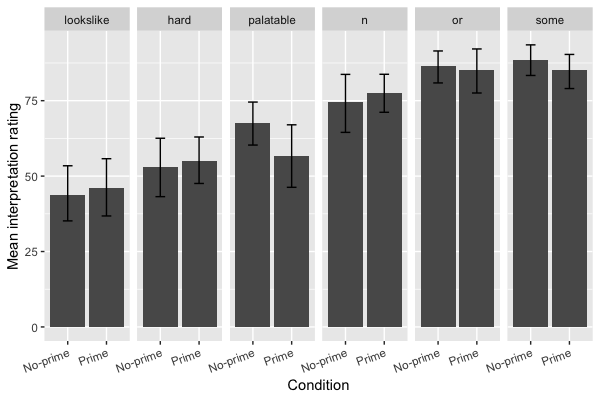 lookslike hard palatable n or some
Mean interpretation rating
75
50
25
0
No-prime Prime No-prime Prime No-prime Prime No-prime Prime No-prime Prime No-prime Prime
Condition